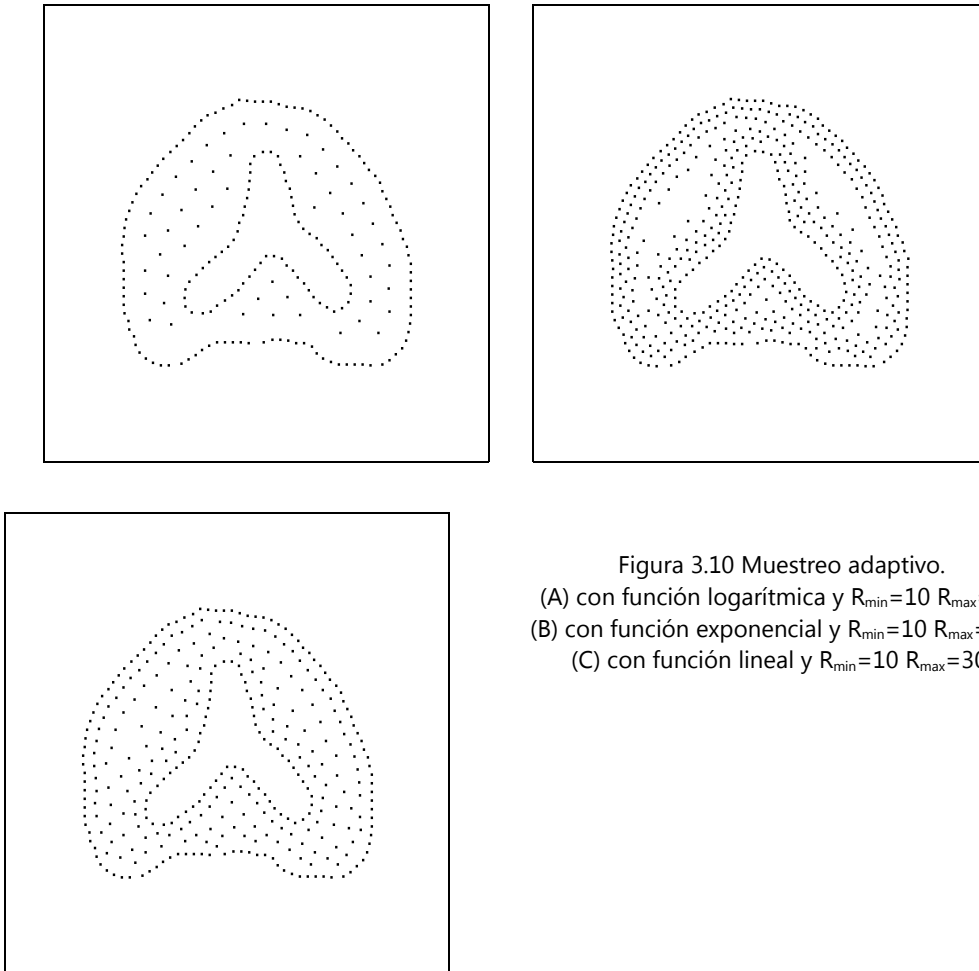 Figura 3.10 Muestreo adaptivo.
(A) con función logarítmica y Rmin=10 Rmax
(B) con función exponencial y Rmin=10 Rmax=
(C) con función lineal y Rmin=10 Rmax=30